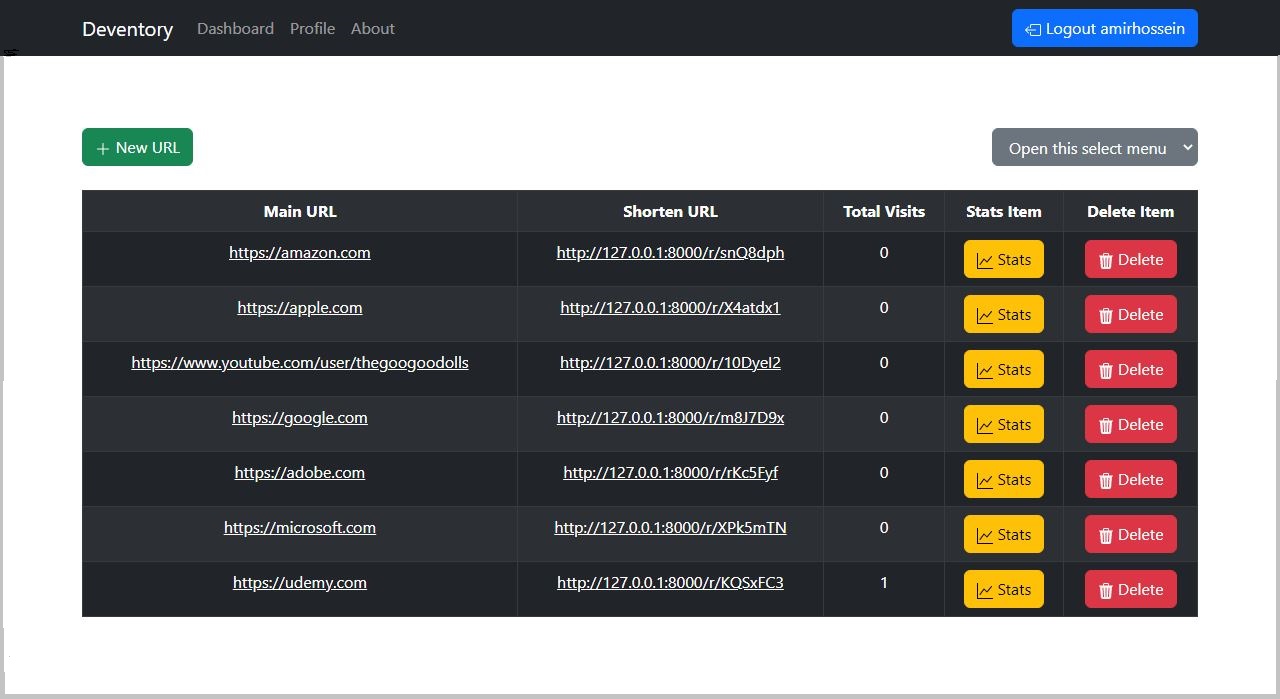 Deventory Dashboard Profile About Logout amirhossein
New URL Open this select menu
Main URL Shorten URL Total Visits Stats Item Delete Item
https://amazon.com http://127.0.0.1:8000/r/snQ8dph 0 Stats Delete
https://apple.com http://127.0.0.1:8000/r/X4atdx1 0 Stats Delete
https://www.youtube.com/user/thegoogoodolls http://127.0.0.1:8000/r/10DyeI2 0 Stats Delete
https://google.com http://127.0.0.1:8000/r/m8J7D9x 0 Stats Delete
https://adobe.com http://127.0.0.1:8000/r/rKc5Fyf 0 Stats Delete
https://microsoft.com http://127.0.0.1:8000/r/XPk5mTN 0 Stats Delete
https://udemy.com http://127.0.0.1:8000/r/KQSxFC3 1 Stats Delete